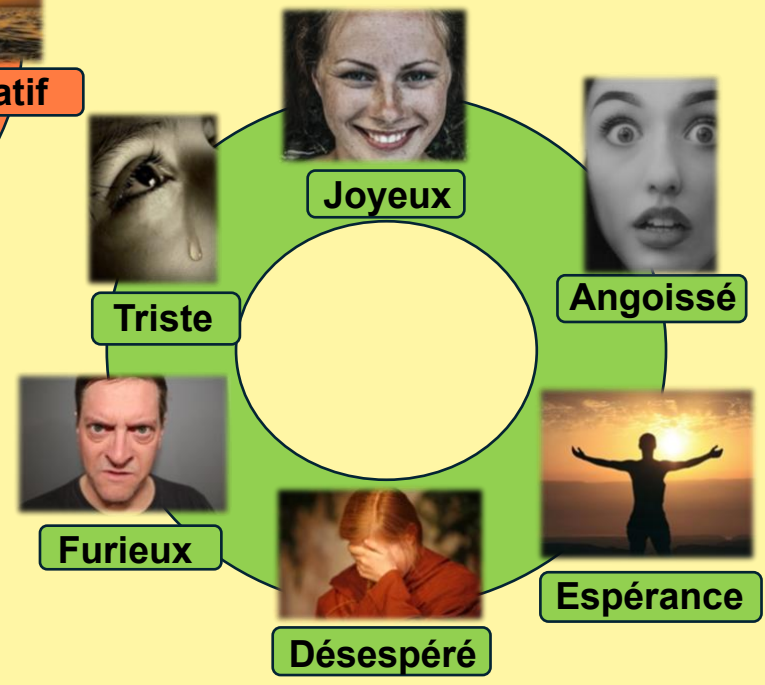 atif
Joyeux
Angoissé
Triste
Furieux
Espérance
Désespéré